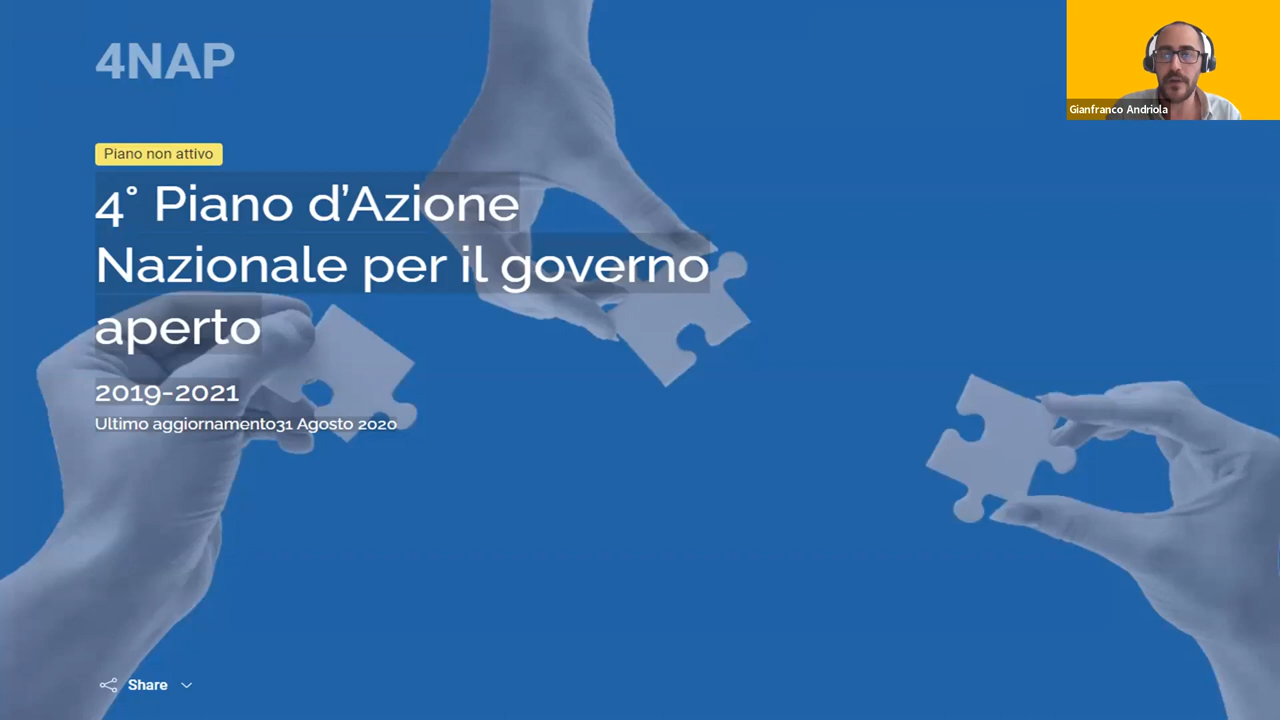 4NAP
Gianfranco Andriola
Piano non attivo
4° Piano d’Azione
Nazionale per il governo
aperto
2019-2021
Ultimo aggiornamento31 Agosto 2020
Share